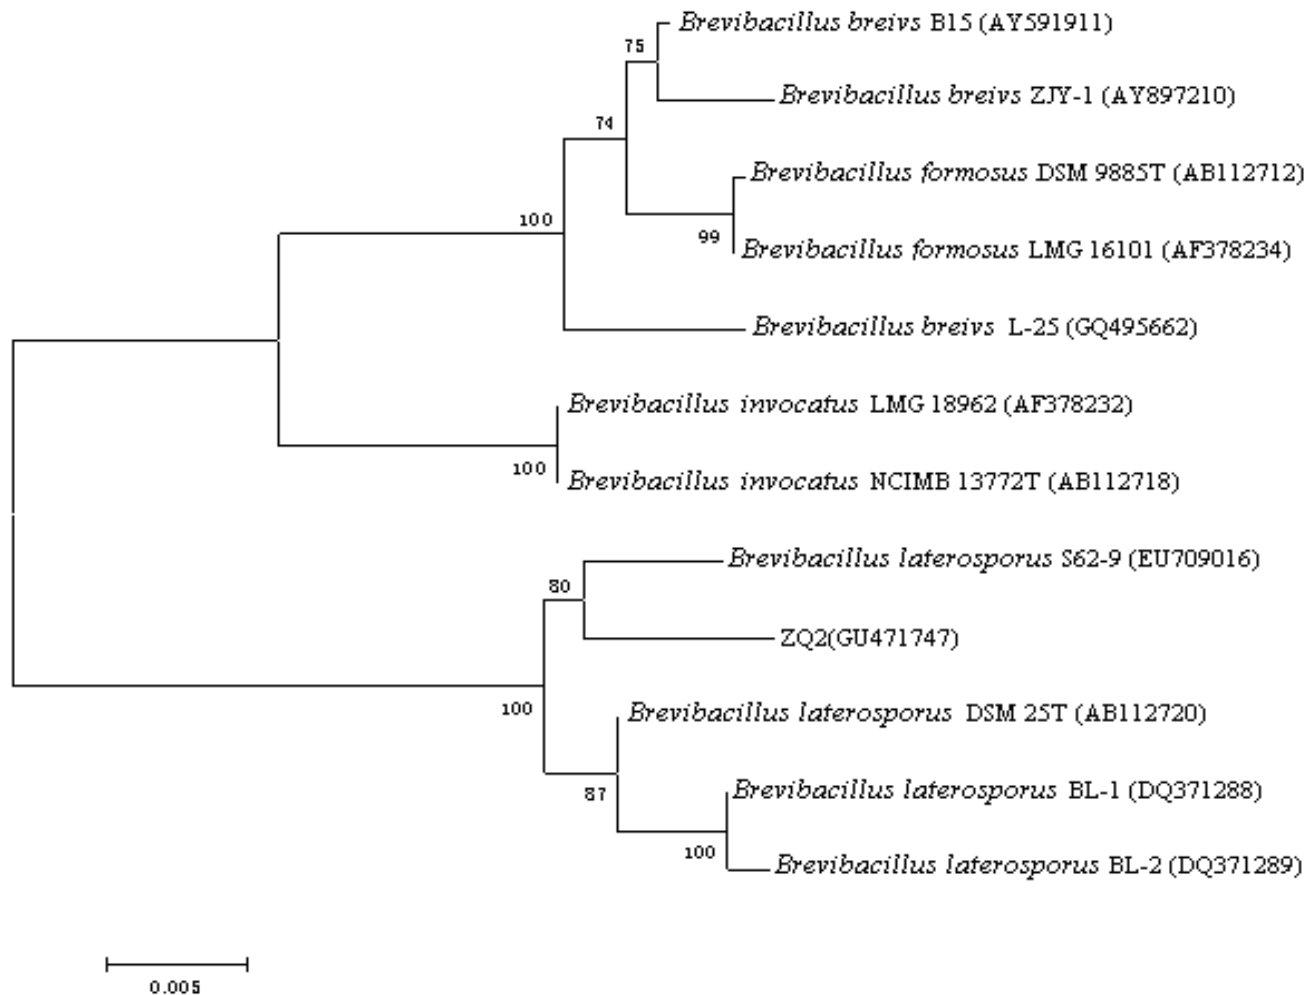 Brevibacillus breivs B15 (AY591911)
75
Brevibacillus breivs ZJY-1 (AY897210)
74
Brevibacillus formosus DSM 9885T (AB112712)
100
99
Brevibacillus formosus LMG 16101 (AF378234)
Brevibacillus breivs L-25 (GQ495662)
Brevibacillus invocatus LMG 18962 (AF378232)
100
Brevibacillus invocatus NCIMB 13772T (AB112718)
Brevibacillus laterosporus S62-9 (EU709016)
80
ZQ2(GU471747)
100
Brevibacillus laterosporus DSM 25T (AB112720)
87
Brevibacillus laterosporus BL-1 (DQ371288)
100
Brevibacillus laterosporus BL-2 (DQ371289)
0.005